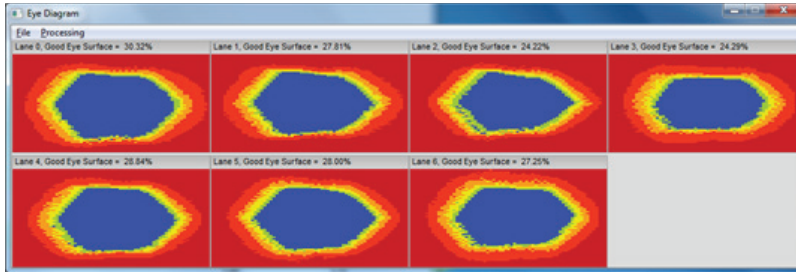 Eye Diagram
File Processing
Lane 0, Good Eye Surface = 30.32%
Lane 1, Good Eye Surface = 27.81%
Lane 2, Good Eye Surface = 24.22%
Lane 3, Good Eye Surface = 24.29%
Lane 4, Good Eye Surface = 28.84%
Lane 5, Good Eye Surface = 28.00%
Lane 6, Good Eye Surface = 27.25%